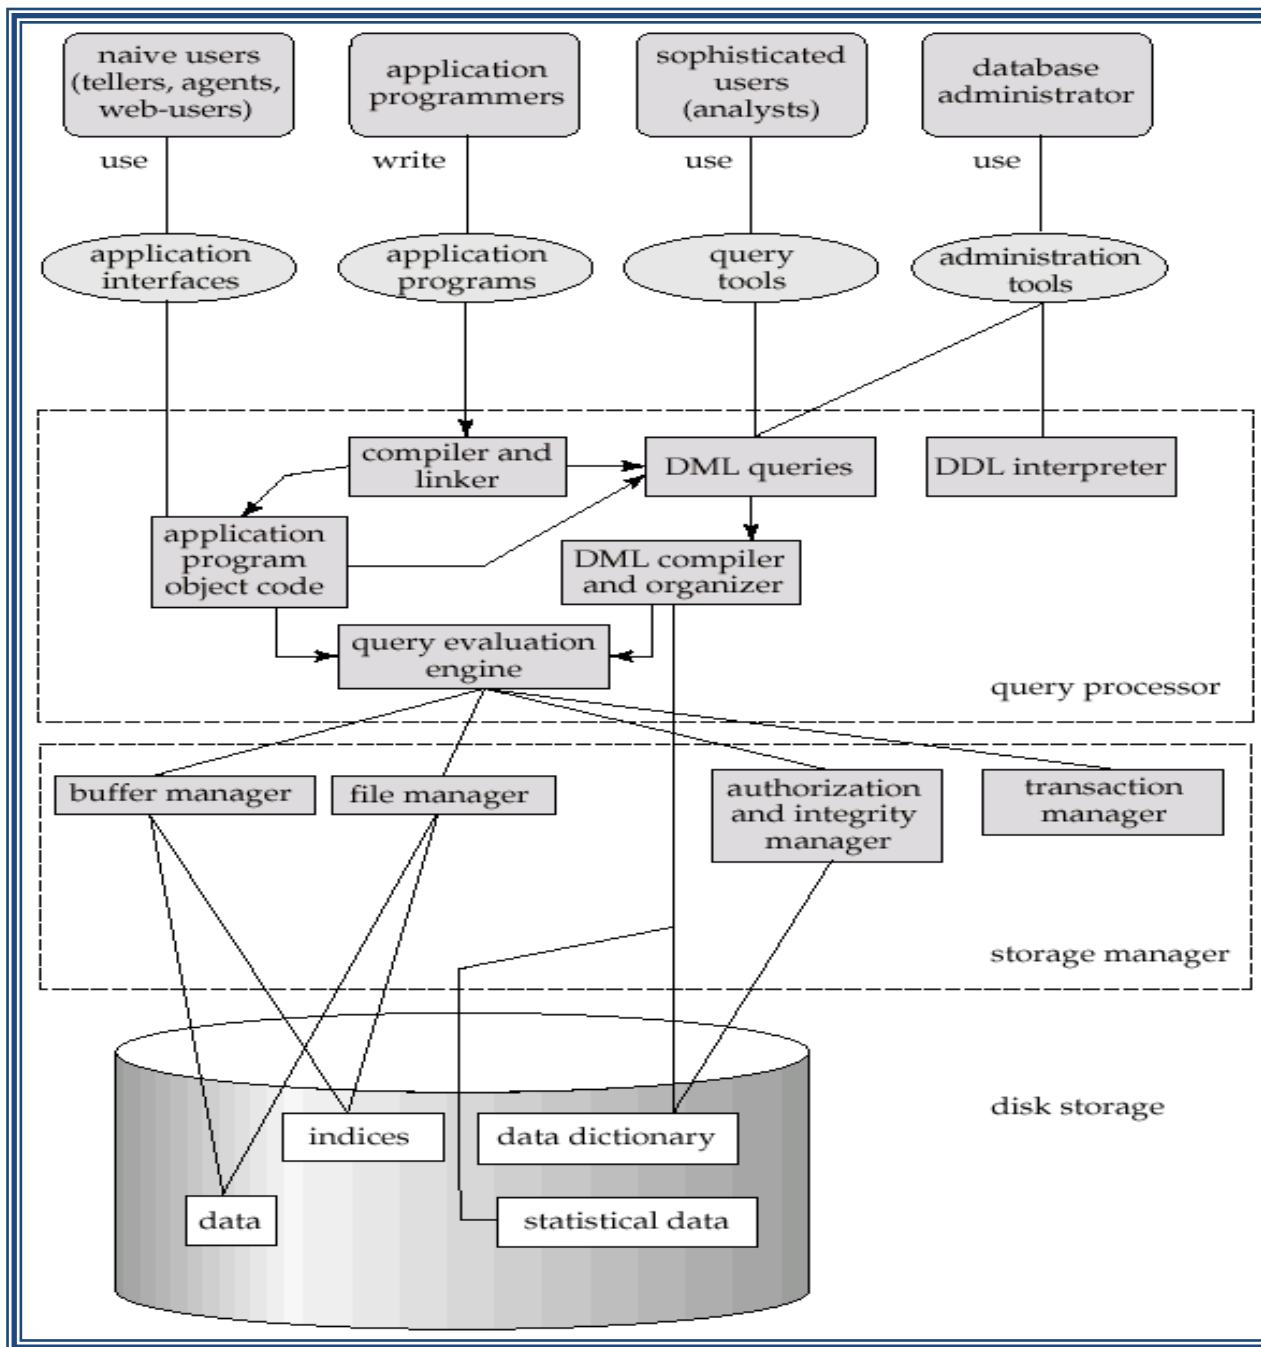 naive users
(tellers, agents,
web-users)
application
programmers
sophisticated
users
(analysts)
database
administrator
use
write
use
use
application
interfaces
application
programs
query
tools
administration
tools
compiler and
linker
DML queries
DDL interpreter
application
program
object code
DML compiler
and organizer
query evaluation
engine
query processor
buffer manager
file manager
authorization
and integrity
manager
transaction
manager
storage manager
disk storage
indices
data dictionary
data
statistical data